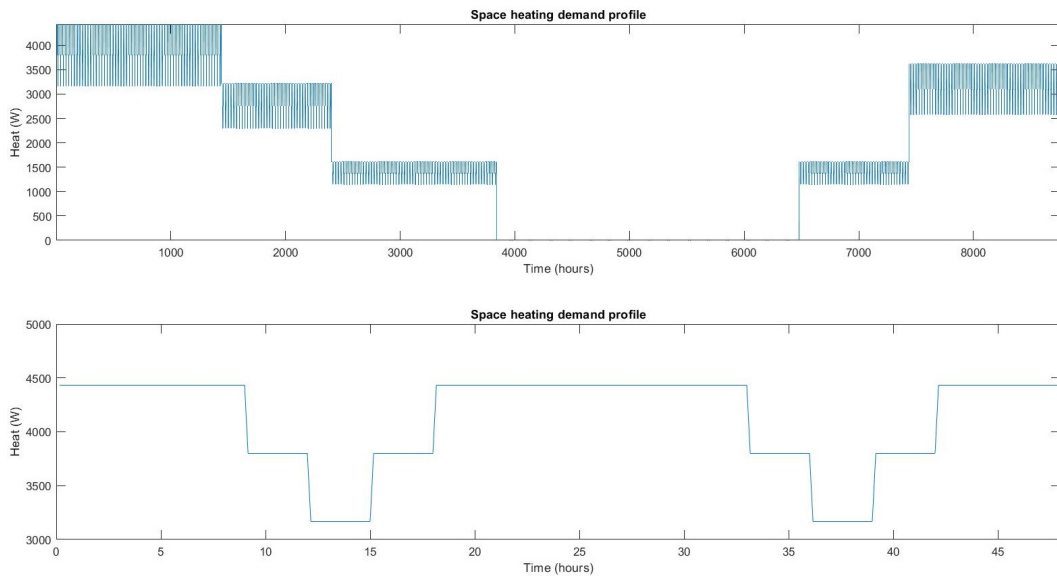 Space heating demand profile
4000
3500
3000
2500
2000
1500
1000
500
0
Heat (W)
1000 2000 3000 4000 5000 6000 7000 8000
Time (hours)
Space heating demand profile
5000
4500
4000
3500
3000
Heat (W)
0 5 10 15 20 25 30 35 40 45
Time (hours)